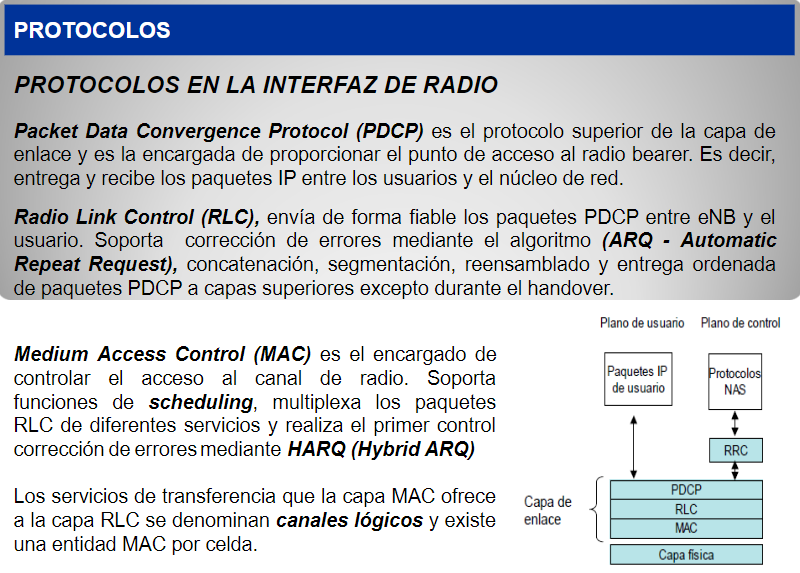 PROTOCOLOS
PROTOCOLOS EN LA INTERFAZ DE RADIO
Packet Data Convergence Protocol (PDCP) es el protocolo superior de la capa de
enlace y es la encargada de proporcionar el punto de acceso al radio bearer. Es decir,
entrega y recibe los paquetes IP entre los usuarios y el núcleo de red.
Radio Link Control (RLC), envía de forma fiable los paquetes PDCP entre eNB y el
usuario. Soporta corrección de errores mediante el algoritmo (ARQ - Automatic
Repeat Request), concatenación, segmentación, reensamblado y entrega ordenada
de paquetes PDCP a capas superiores excepto durante el handover.
Medium Access Control (MAC) es el encargado de
controlar el acceso al canal de radio. Soporta
funciones de scheduling, multiplexa los paquetes
RLC de diferentes servicios y realiza el primer control
corrección de errores mediante HARQ (Hybrid ARQ)
Los servicios de transferencia que la capa MAC ofrece
a la capa RLC se denominan canales lógicos y existe
una entidad MAC por celda.
Plano de usuario
Plano de control
Paquetes IP
de usuario
Protocolos
NAS
RRC
Capa de
enlace
PDCP
RLC
MAC
Capa física